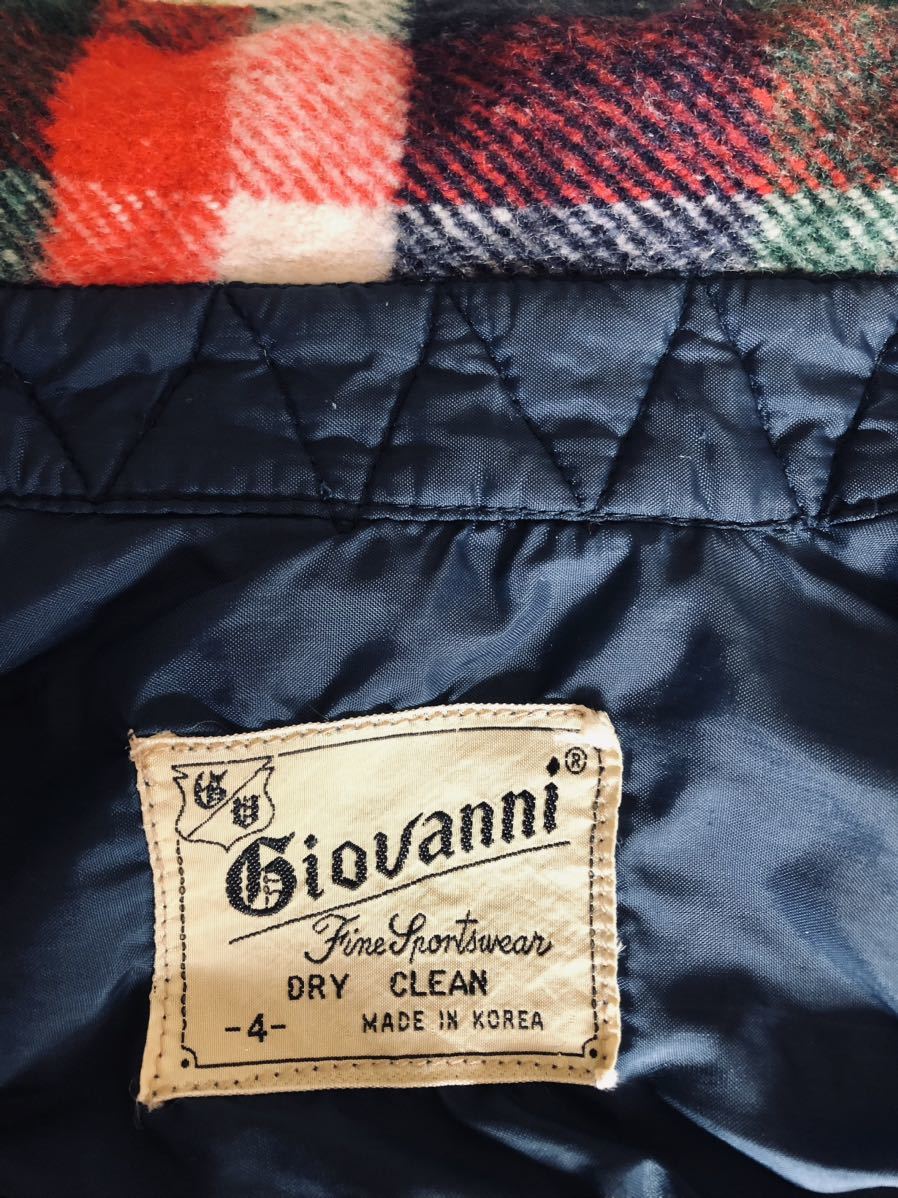 Giovanni®
Fine Sportswear
DRY CLEAN
-4- MADE IN KOREA